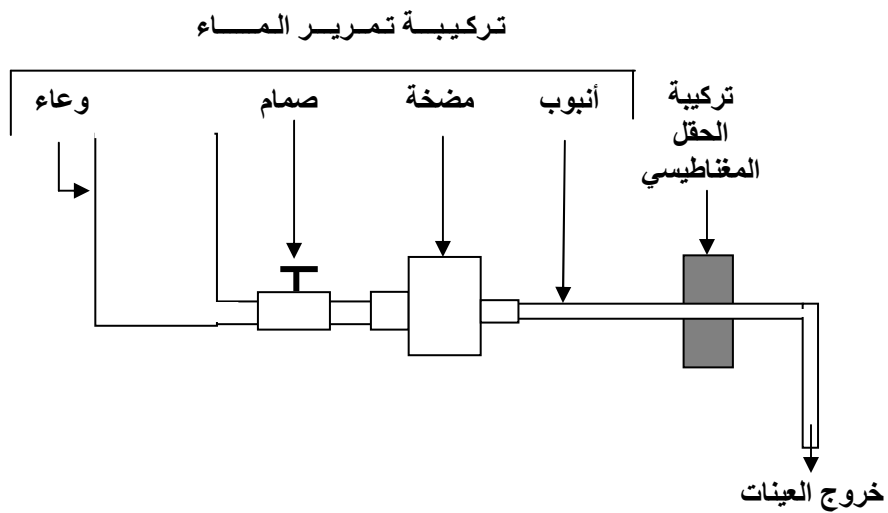 تركيبة تمرير الماء
وعاء
صمام
مضخة
أنبوب
تركيبة
الحقل
المغناطيسي
خروج العينات